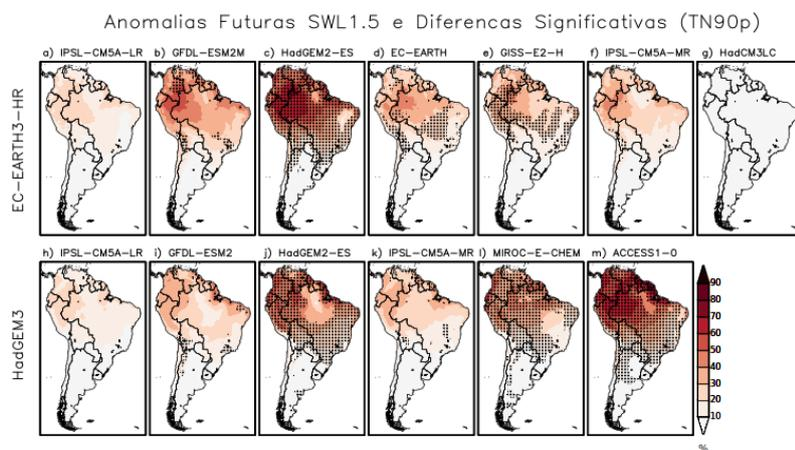 Anomalias Futuras SWL1.5 e Diferencas Significativas (TN90p)
a) IPSL-CM5A-LR b) GFDL-ESM2M c) HadGEM2-ES d) EC-EARTH e) GISS-E2-H f) IPSL-CM5A-MR g) HadCM3LC
EC-EARTH3-HR
h) IPSL-CM5A-LR i) GFDL-ESM2 j) HadGEM2-ES k) IPSL-CM5A-MR l) MIROC-E-CHEM m) ACCESS1-0
HadGEM3
90
80
70
60
50
40
30
20
10
%